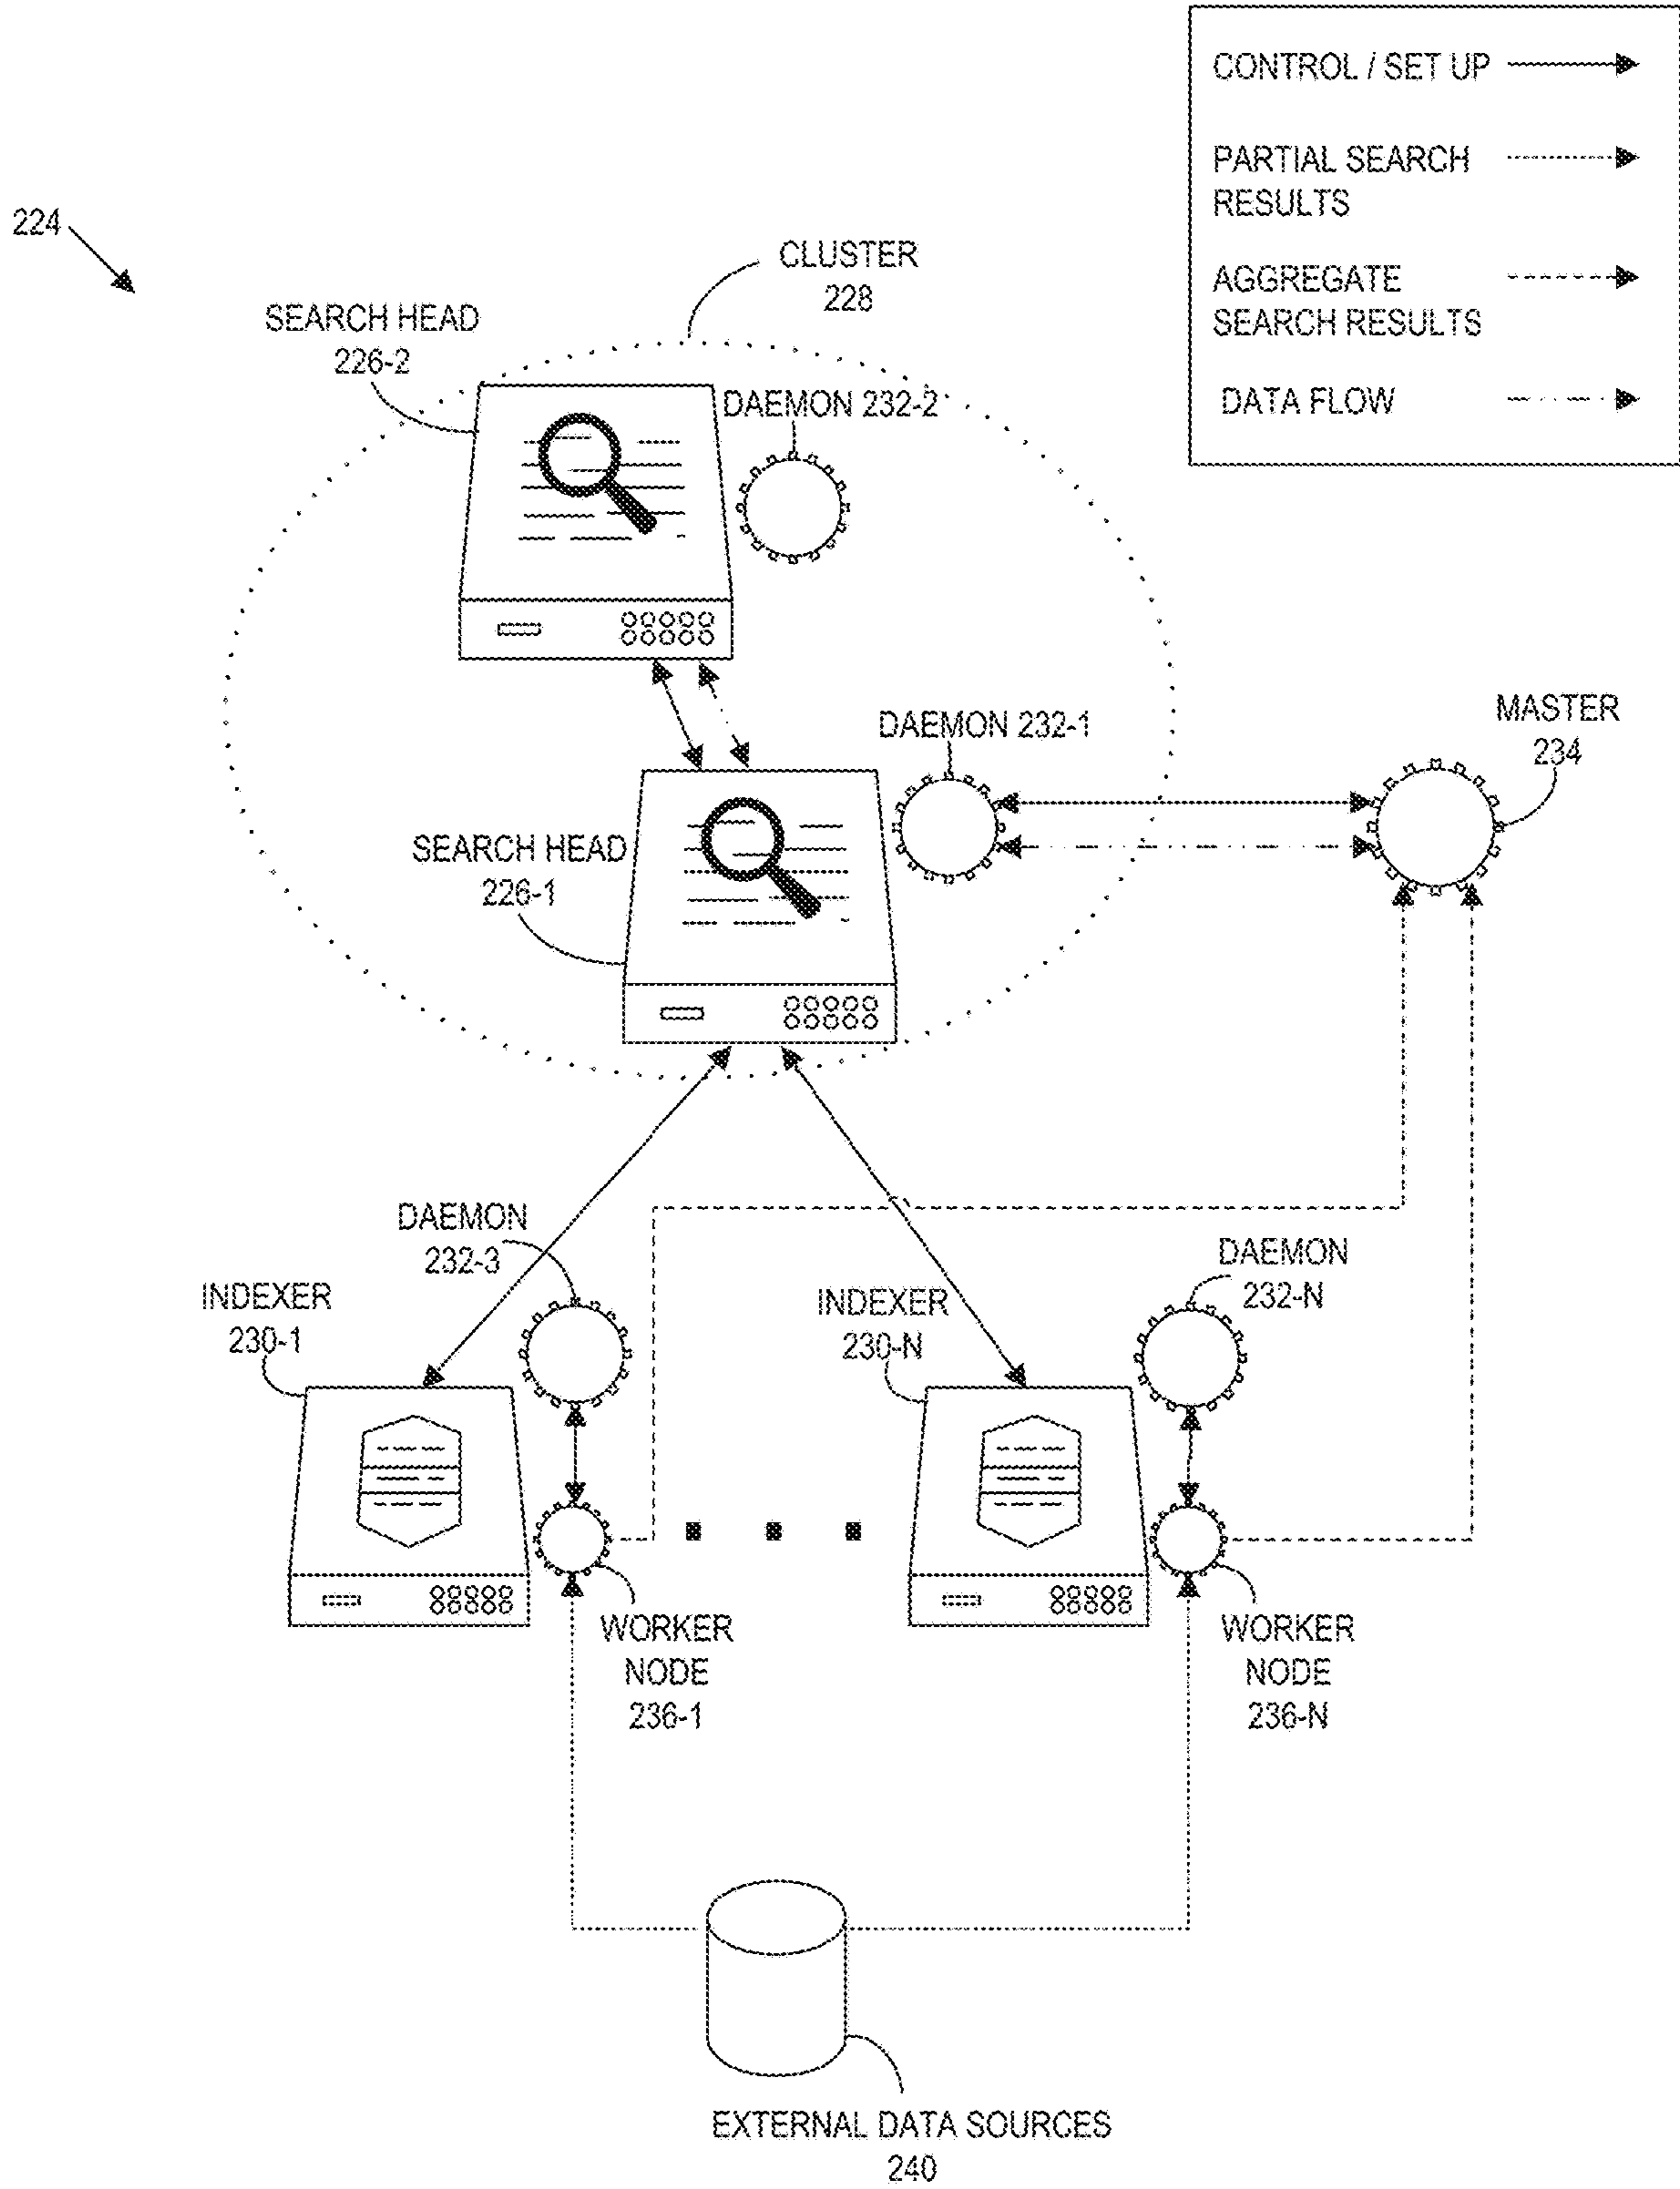 CONTROL / SET UP
PARTIAL SEARCH
RESULTS
AGGREGATE
SEARCH RESULTS
DATA FLOW
224
CLUSTER
228
SEARCH HEAD
226-2
DAEMON 232-2
DAEMON 232-1
MASTER
234
SEARCH HEAD
226-1
DAEMON
232-3
INDEXER
230-1
INDEXER
230-N
DAEMON
232-N
WORKER
NODE
236-1
WORKER
NODE
236-N
EXTERNAL DATA SOURCES
240